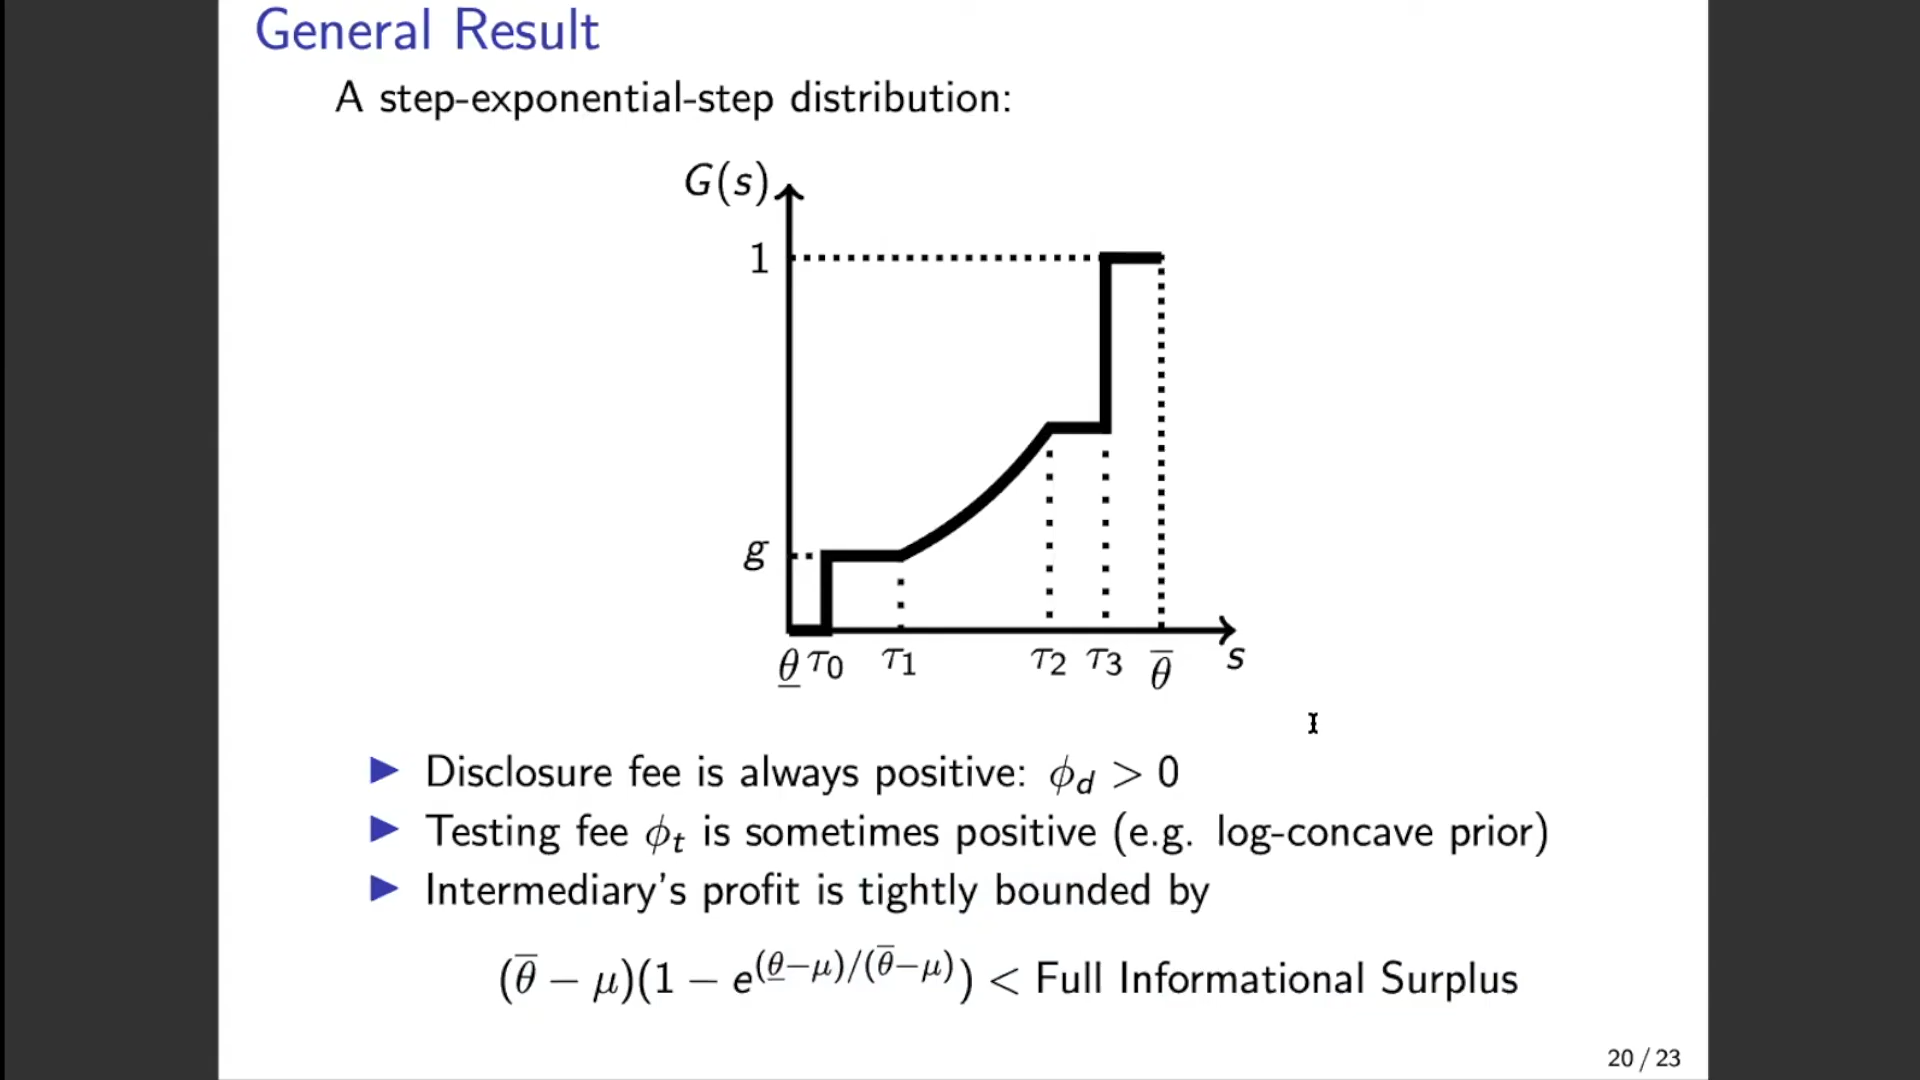 General Result
A step-exponential-step distribution:
G(s)
1
g
θ̲ τ0 τ1 τ2 τ3 θ̅ s
▶ Disclosure fee is always positive: ϕ_d > 0
▶ Testing fee ϕ_t is sometimes positive (e.g. log-concave prior)
▶ Intermediary's profit is tightly bounded by
(θ̅ − μ)(1 − e^{(θ̲−μ)/(θ̅−μ)}) < Full Informational Surplus
20 / 23